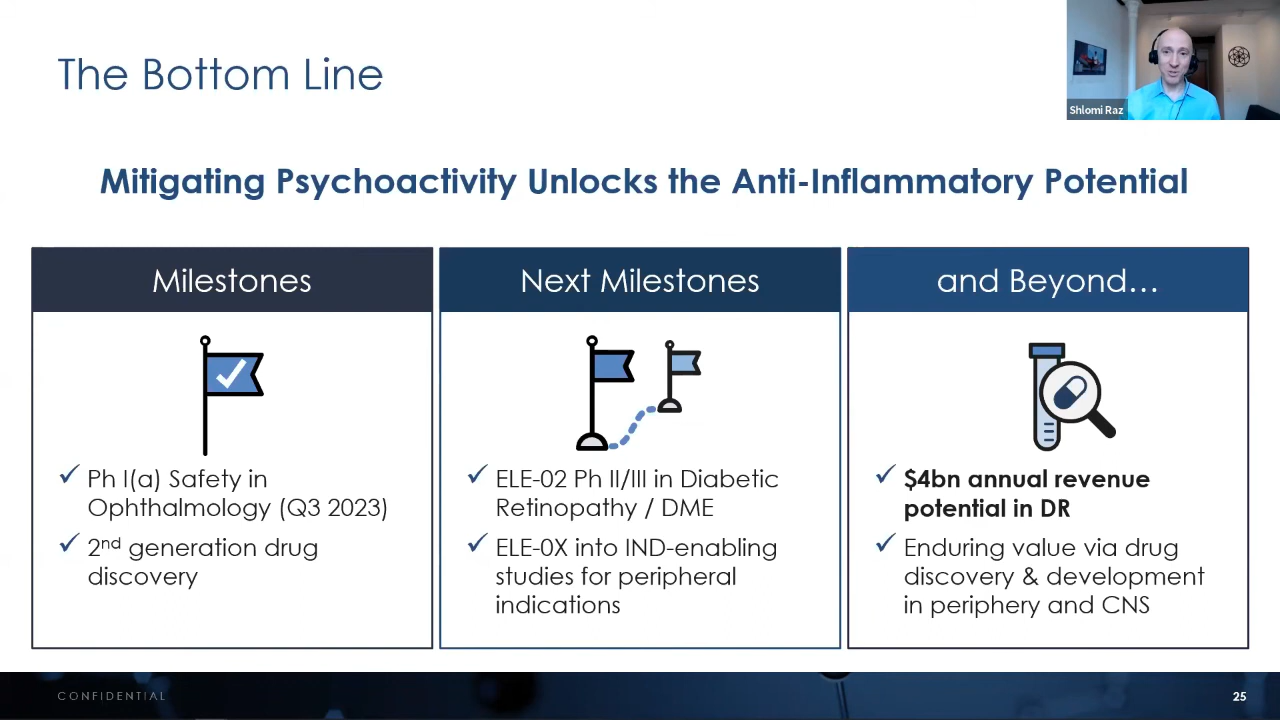 The Bottom Line
Shlomi Raz
Mitigating Psychoactivity Unlocks the Anti-Inflammatory Potential
Milestones
Ph I(a) Safety in
Ophthalmology (Q3 2023)
2nd generation drug
discovery
Next Milestones
ELE-02 Ph II/III in Diabetic
Retinopathy / DME
ELE-0X into IND-enabling
studies for peripheral
indications
and Beyond…
$4bn annual revenue
potential in DR
Enduring value via drug
discovery & development
in periphery and CNS
CONFIDENTIAL
25